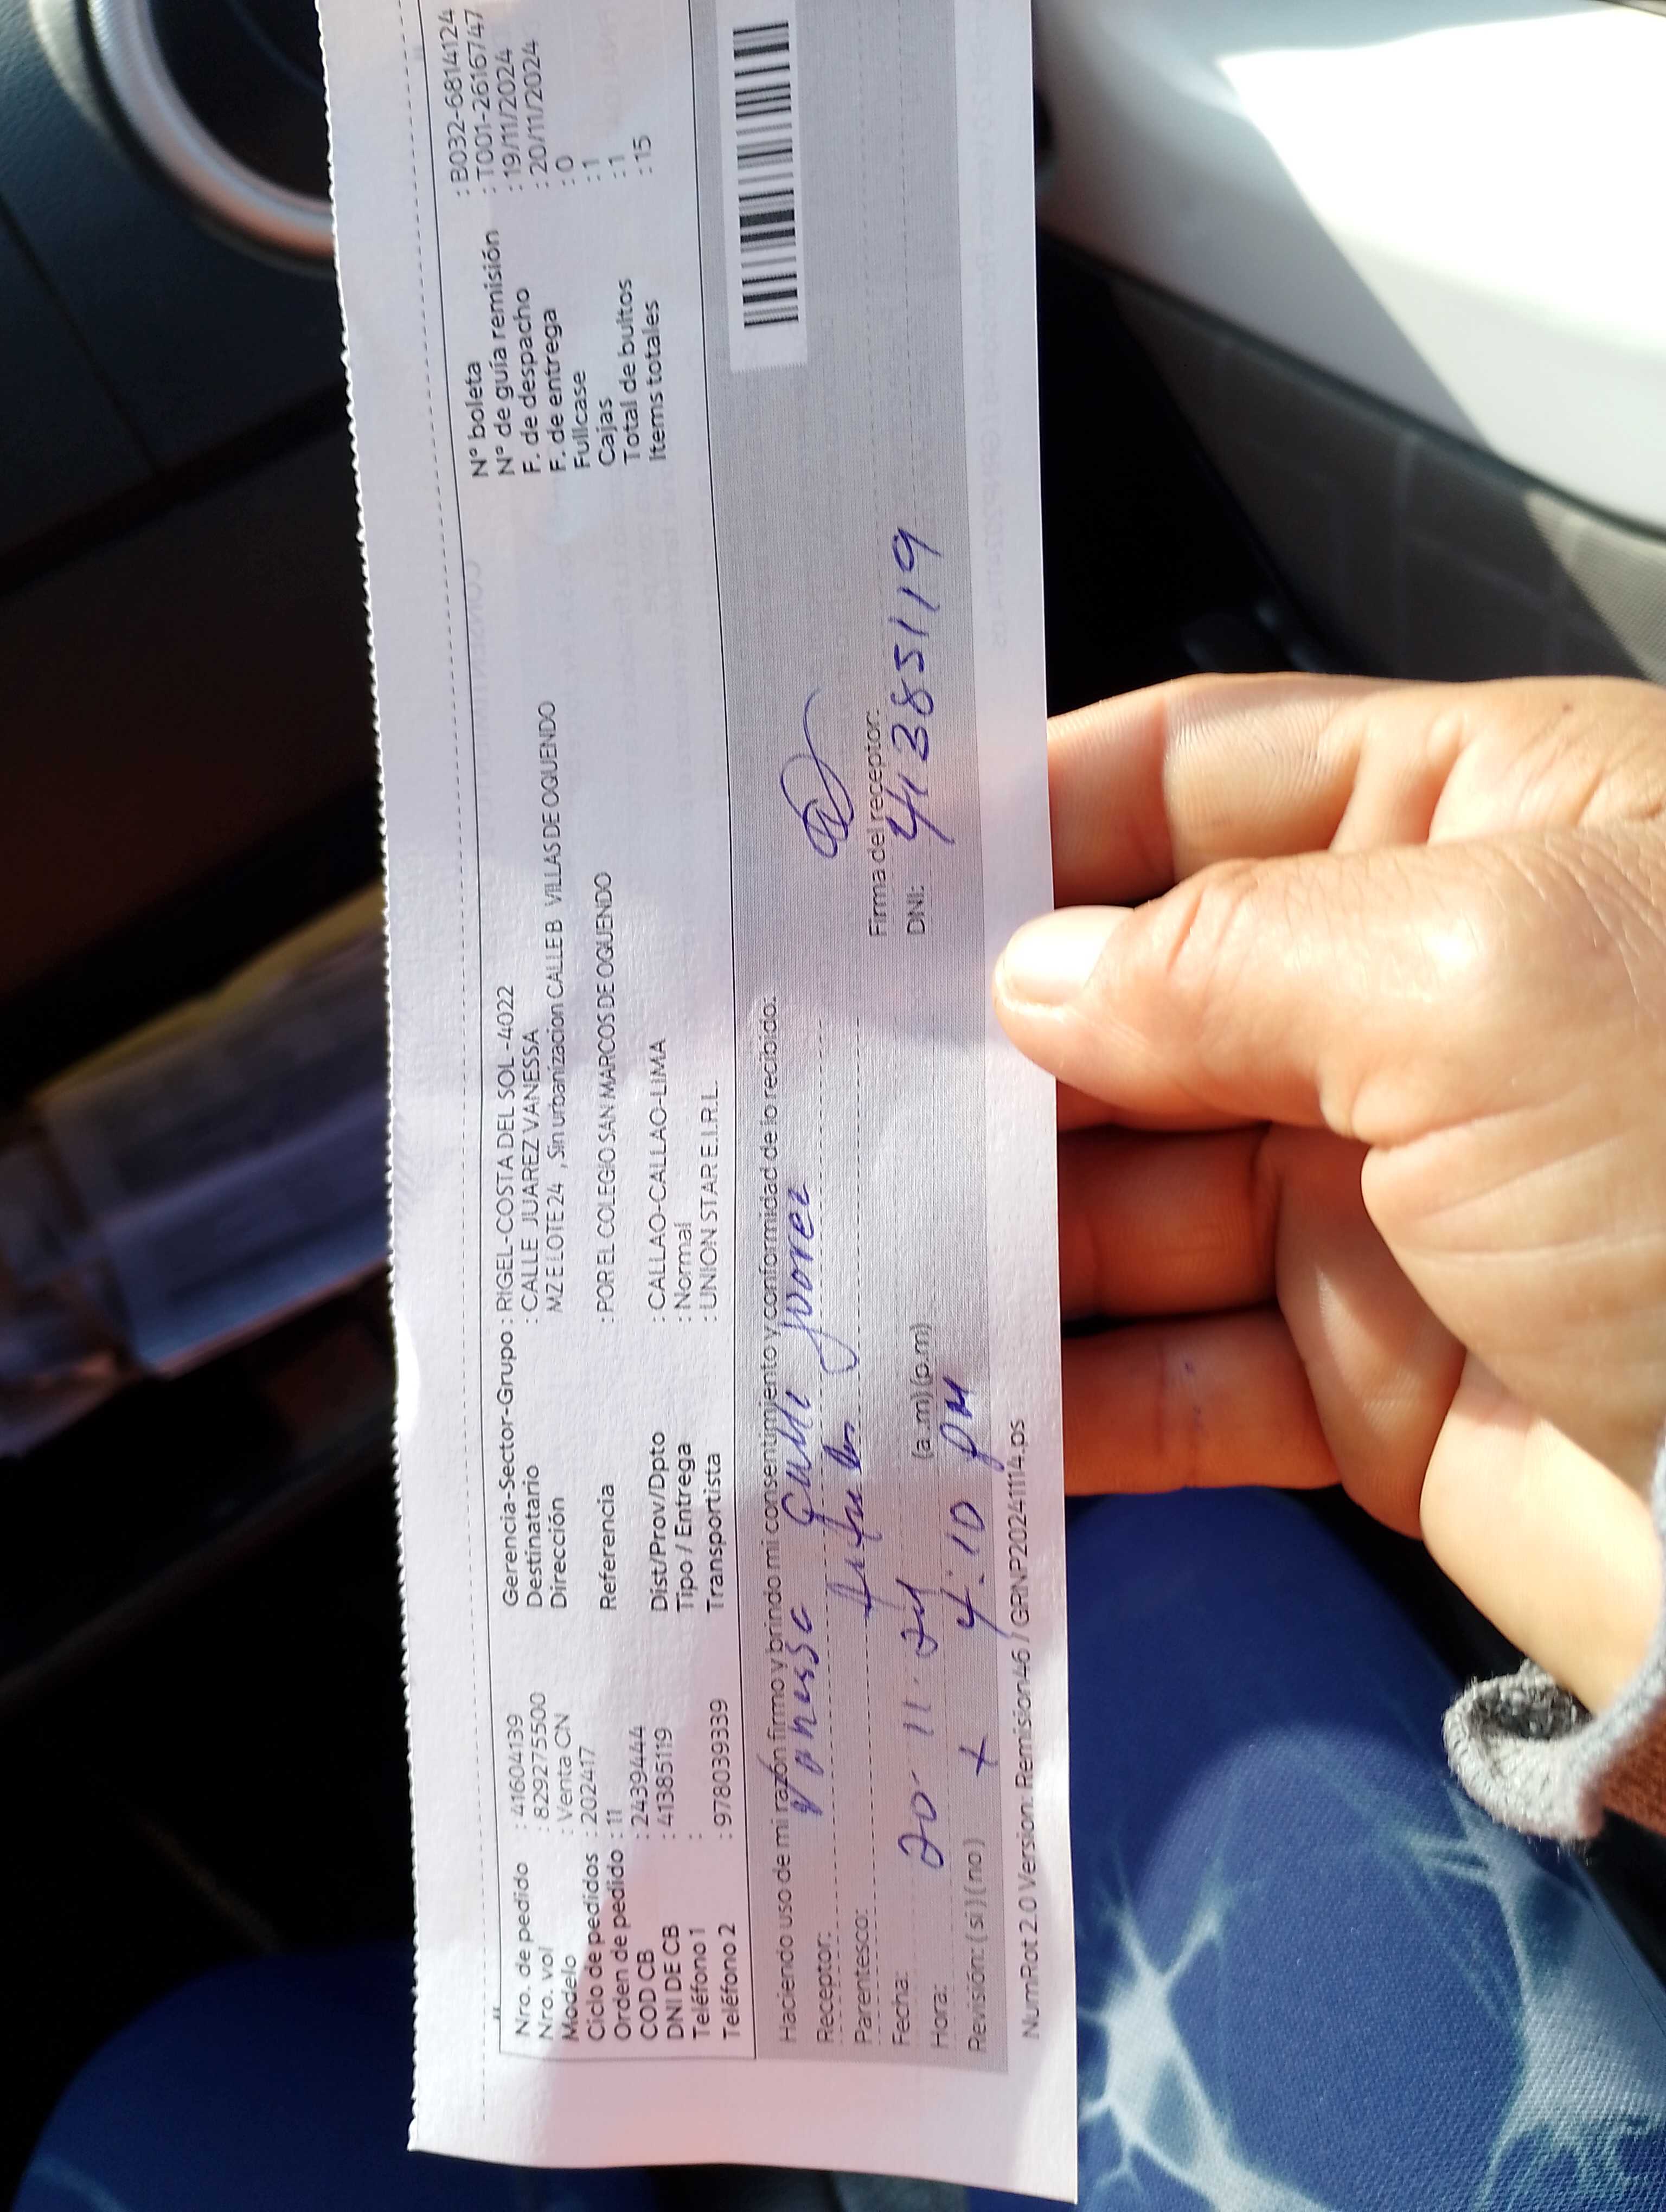 Nro. de pedido : 41604139
Nro. vol : 8292753500
Modelo : Venta CN
Ciclo de pedidos : 202417
Orden de pedido : 11
COD CB : 2439444
DNI DE CB : 41385119
Teléfono 1 :
Teléfono 2 : 978039339
Gerencia-Sector-Grupo : RIGEL-COSTA DEL SOL -4022
Destinatario : CALLE JUAREZ VANESSA
Dirección MZ E LOTE 24 , Sin urbanizacion CALLE B VILLAS DE OQUENDO
Referencia : POR EL COLEGIO SAN MARCOS DE OQUENDO
Dist/Prov/Dpto : CALLAO-CALLAO-LIMA
Tipo / Entrega : Normal
Transportista : UNION STAR E.I.R.L
N° boleta : B032-6814124
N° de guía remisión : T001-2616747
F. de despacho : 19/11/2024
F. de entrega : 20/11/2024
Fullcase : 0
Cajas : 1
Total de bultos : 1
Items totales : 15
Haciendo uso de mi razón firmo y brindo mi consentimiento y conformidad de lo recibido:
Receptor: Vanessa Calle Juarez
Parentesco:
Fecha: 20-11-24
Hora: 4:10 pm (a.m) (p.m)
Revisión: ( si ) ( no )
Firma del receptor:
DNI: 41385119
NumRot 2.0 Version: Remision46 / GRNP20241114.ps